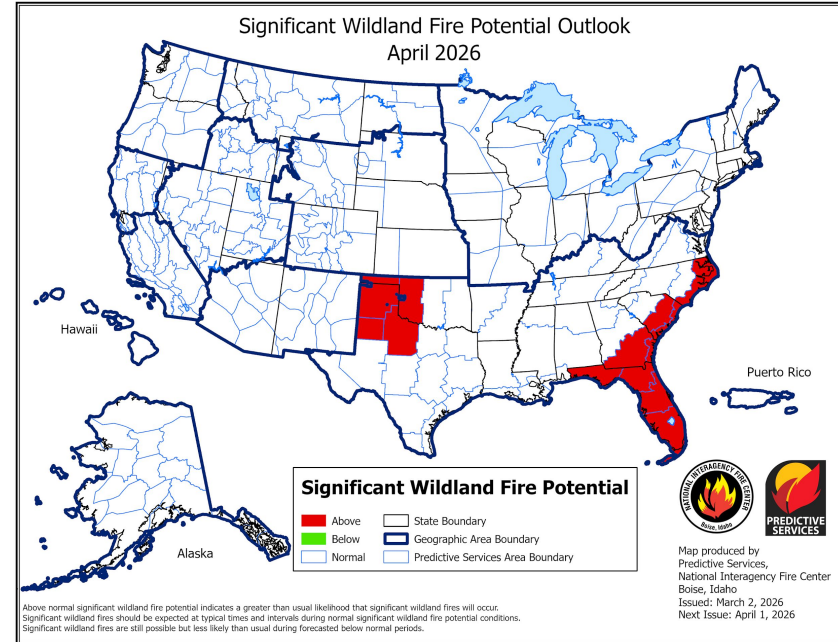 Significant Wildland Fire Potential Outlook
April 2026
Hawaii
Puerto Rico
Alaska
Significant Wildland Fire Potential
Above
State Boundary
Below
Geographic Area Boundary
Normal
Predictive Services Area Boundary
NATIONAL INTERAGENCY FIRE CENTER
Boise, Idaho
PREDICTIVE
SERVICES
Map produced by
Predictive Services,
National Interagency Fire Center
Boise, Idaho
Issued: March 2, 2026
Next Issue: April 1, 2026
Above normal significant wildland fire potential indicates a greater than usual likelihood that significant wildland fires will occur.
Significant wildland fires should be expected at typical times and intervals during normal significant wildland fire potential conditions.
Significant wildland fires are still possible but less likely than usual during forecasted below normal periods.